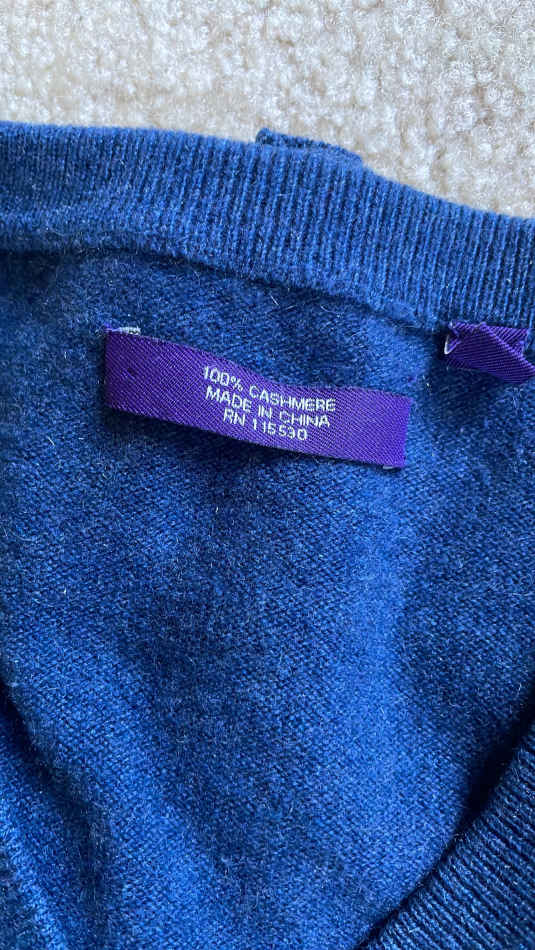 100% CASHMERE
MADE IN CHINA
RN 115530